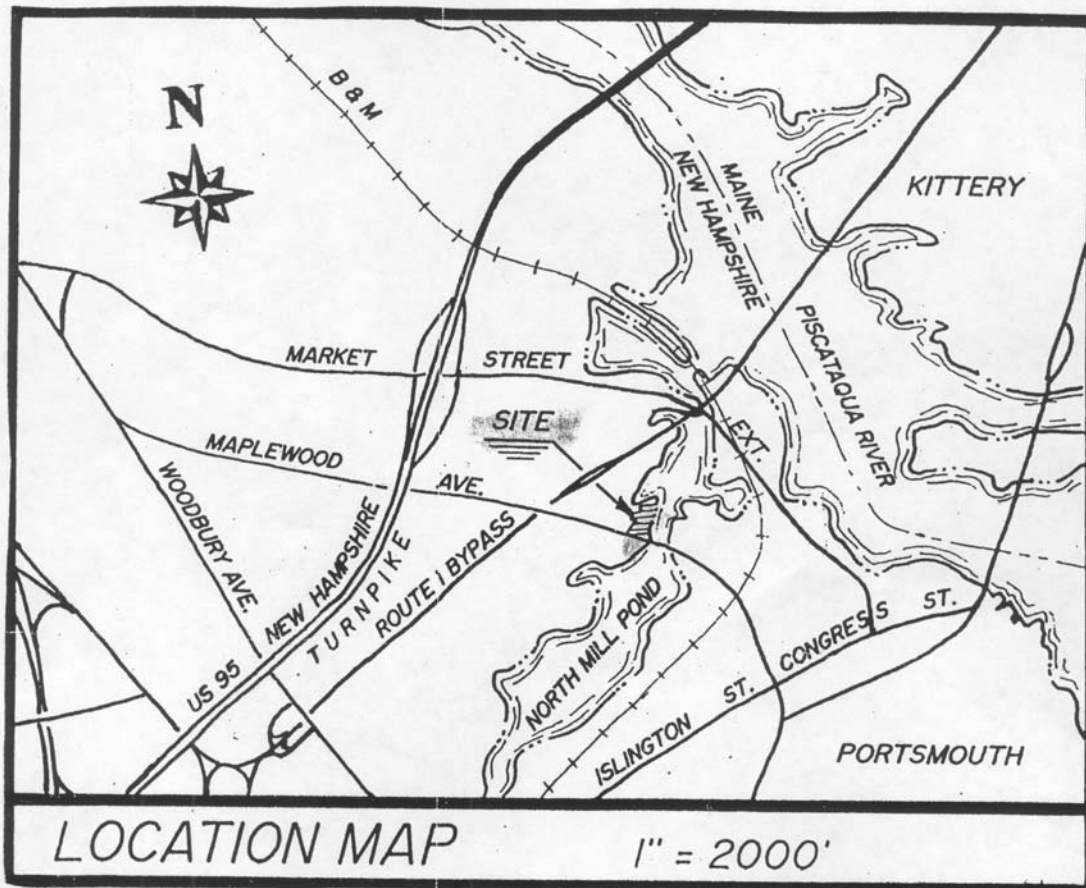 B & M
N
MAINE
NEW HAMPSHIRE
KITTERY
PISCATAQUA RIVER
MARKET STREET
EXT.
SITE
MAPLEWOOD AVE.
WOODBURY AVE.
US 95 NEW HAMPSHIRE
TURNPIKE
ROUTE 1 BYPASS
NORTH MILL POND
ISLINGTON ST.
CONGRESS ST.
PORTSMOUTH
LOCATION MAP 1" = 2000'